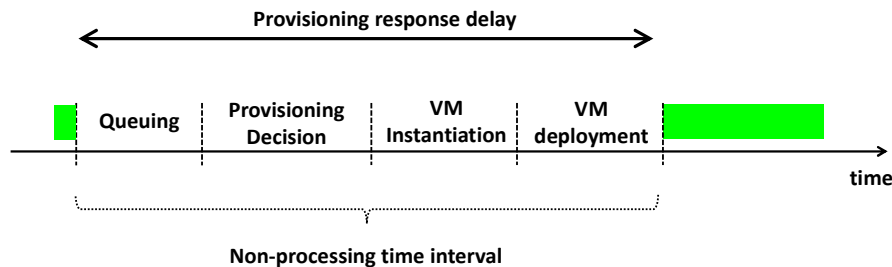 Provisioning response delay
Queuing
Provisioning
Decision
VM
Instantiation
VM
deployment
time
Non-processing time interval